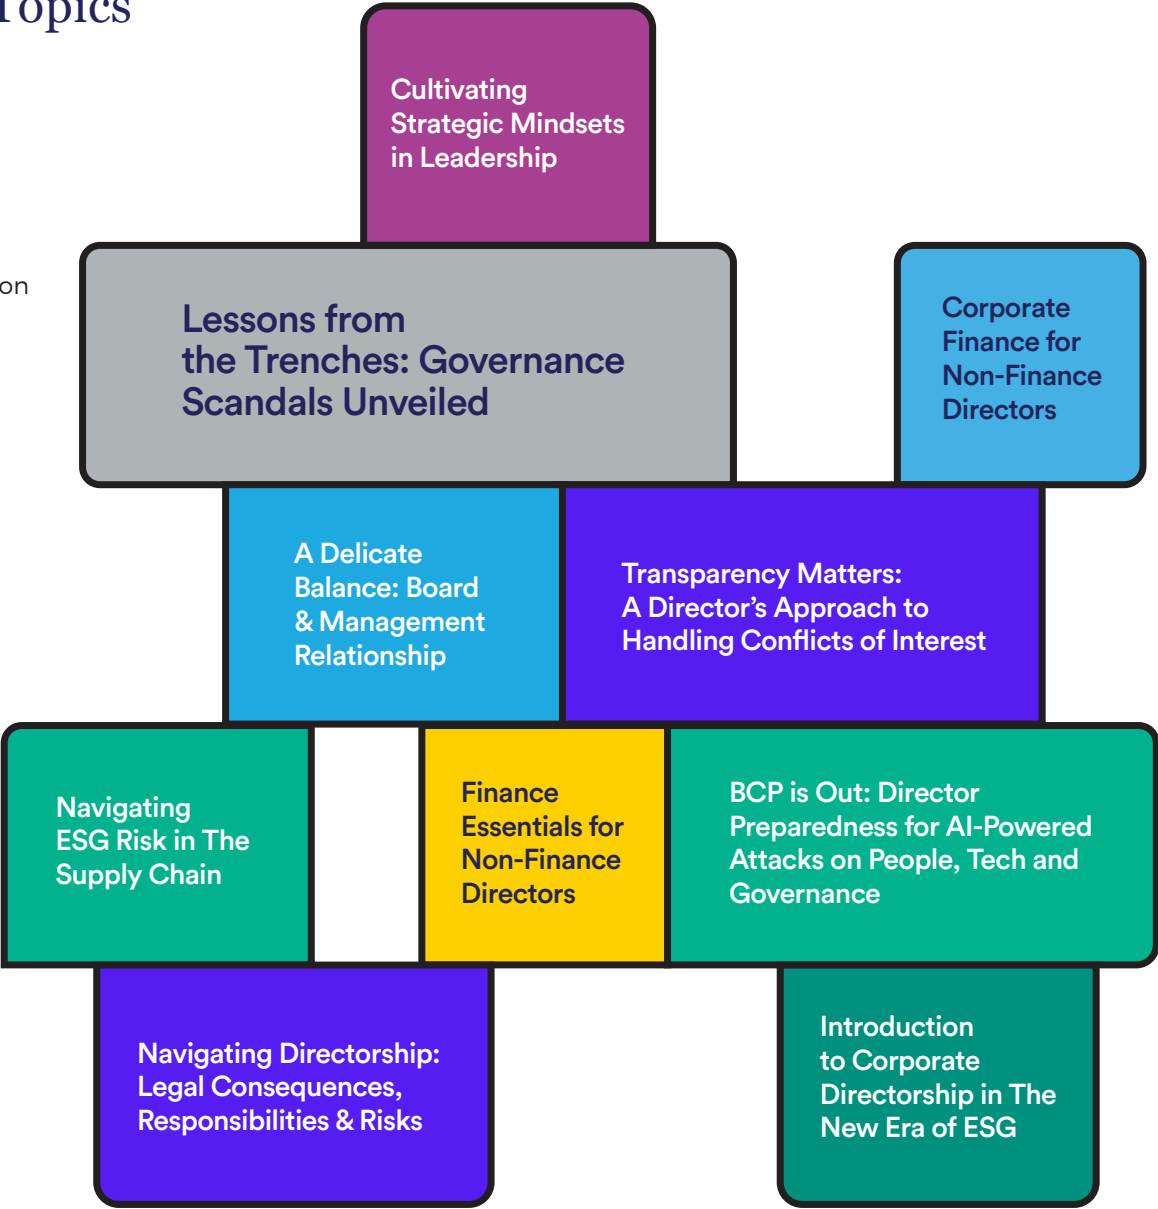 Topics
Cultivating
Strategic Mindsets
in Leadership
on
Lessons from
the Trenches: Governance
Scandals Unveiled
Corporate
Finance for
Non-Finance
Directors
A Delicate
Balance: Board
& Management
Relationship
Transparency Matters:
A Director’s Approach to
Handling Conflicts of Interest
Navigating
ESG Risk in The
Supply Chain
Finance
Essentials for
Non-Finance
Directors
BCP is Out: Director
Preparedness for AI-Powered
Attacks on People, Tech and
Governance
Navigating Directorship:
Legal Consequences,
Responsibilities & Risks
Introduction
to Corporate
Directorship in The
New Era of ESG